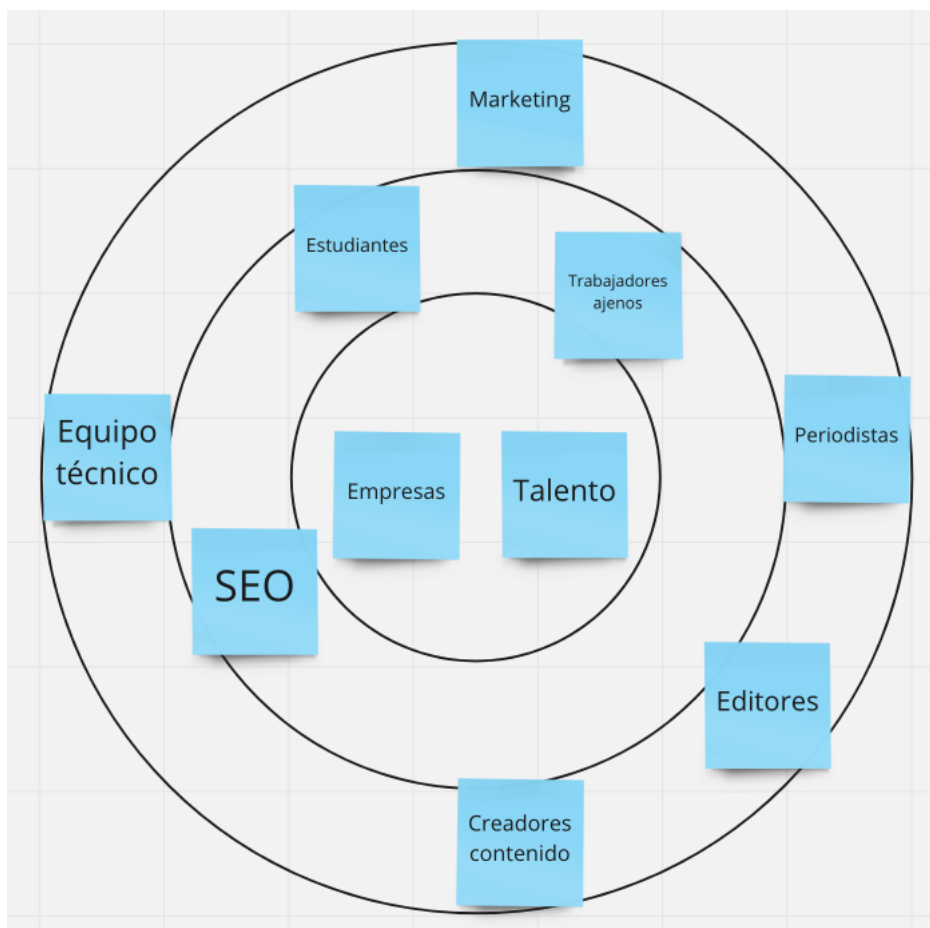 Marketing
Estudiantes
Trabajadores
ajenos
Equipo
técnico
Periodistas
Empresas
Talento
SEO
Editores
Creadores
contenido